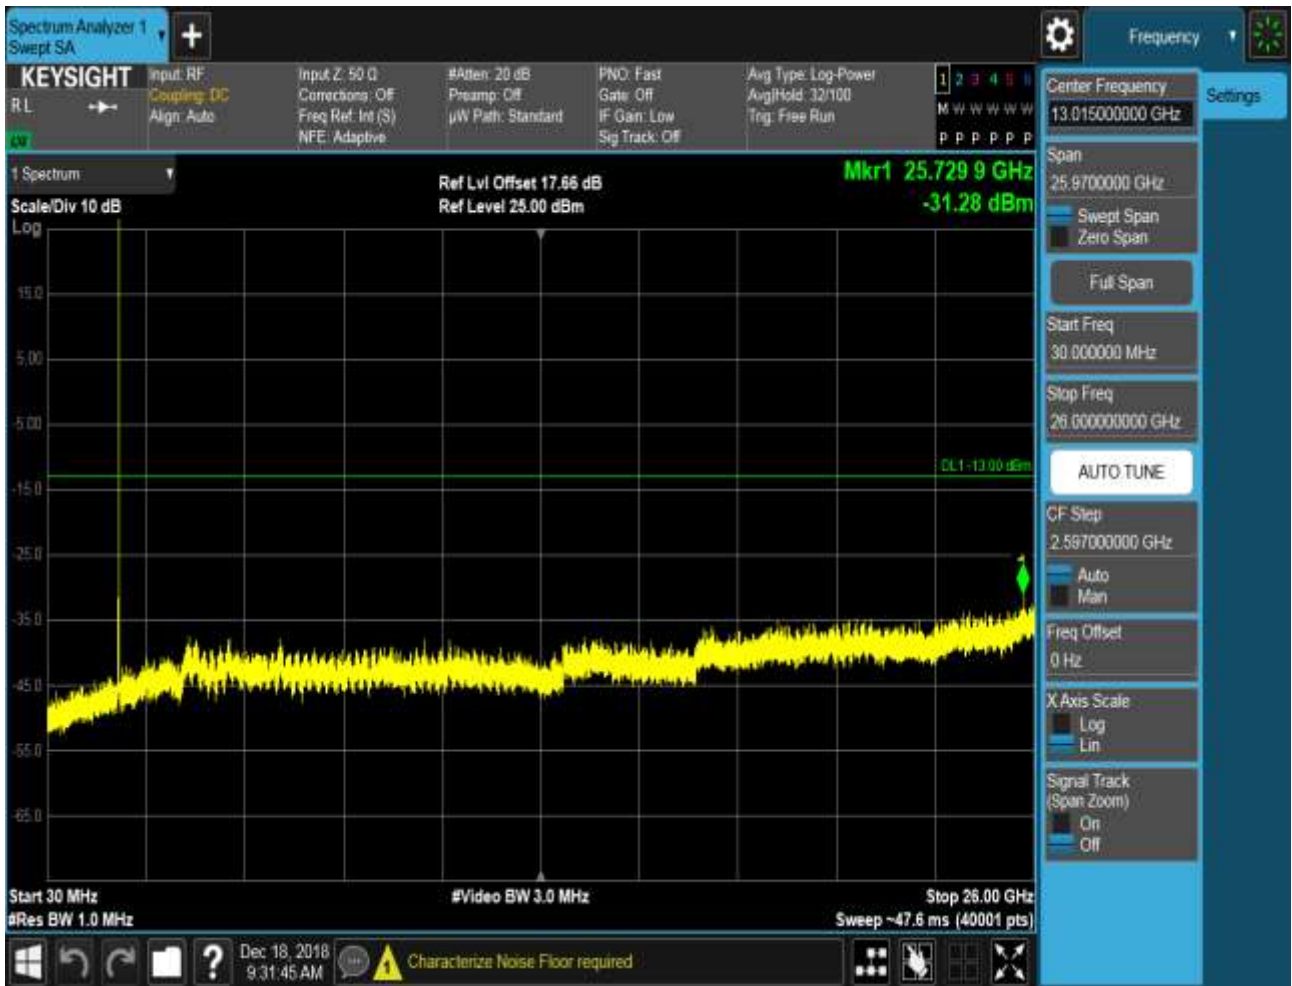 Spectrum Analyzer 1
Swept SA
Frequency
KEYSIGHT
RL
Input: RF
Coupling: DC
Align: Auto
Input Z: 50 Ω
Corrections: Off
Freq Ref: Int (S)
NFE: Adaptive
#Atten: 20 dB
Preamp: Off
µW Path: Standard
PNO: Fast
Gate: Off
IF Gain: Low
Sig Track: Off
Avg Type: Log-Power
Avg|Hold: 32/100
Trig: Free Run
1 2 3 4 5 6
M W W W W W
P P P P P P
1 Spectrum
Scale/Div 10 dB
Log
Ref Lvl Offset 17.66 dB
Ref Level 25.00 dBm
Mkr1 25.729 9 GHz
-31.28 dBm
15.0
5.00
-5.00
DL1 -13.00 dBm
-15.0
-25.0
1
-35.0
-45.0
-55.0
-65.0
Start 30 MHz
#Video BW 3.0 MHz
Stop 26.00 GHz
#Res BW 1.0 MHz
Sweep ~47.6 ms (40001 pts)
Center Frequency
13.015000000 GHz
Settings
Span
25.9700000 GHz
Swept Span
Zero Span
Full Span
Start Freq
30.000000 MHz
Stop Freq
26.000000000 GHz
AUTO TUNE
CF Step
2.597000000 GHz
Auto
Man
Freq Offset
0 Hz
X Axis Scale
Log
Lin
Signal Track
(Span Zoom)
On
Off
?
Dec 18, 2018
9:31:45 AM
1
Characterize Noise Floor required